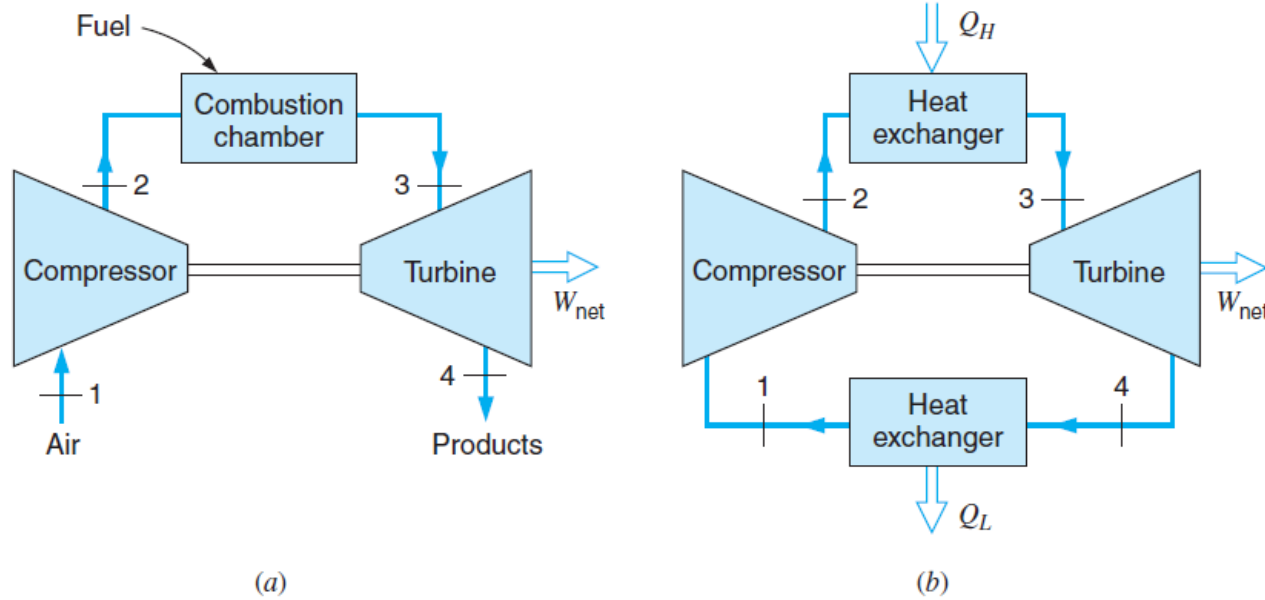 Fuel
Combustion
chamber
2
3
Compressor
Turbine
W_net
1
4
Air
Products
(a)
Q_H
Heat
exchanger
2
3
Compressor
Turbine
W_net
1
4
Heat
exchanger
Q_L
(b)